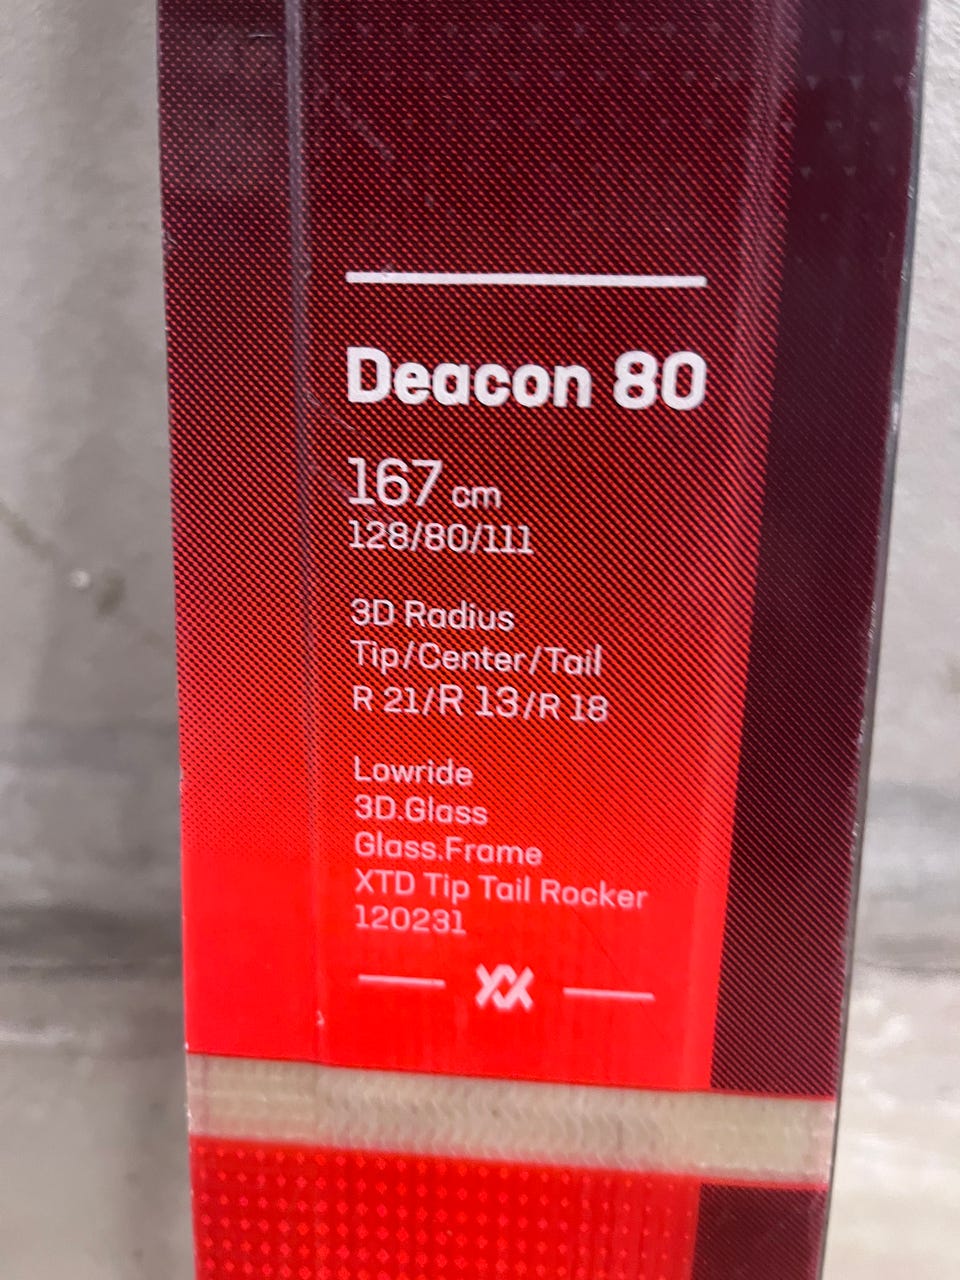 Deacon 80
167 cm
128/80/111
3D Radius
Tip/Center/Tail
R 21/R 13/R 18
Lowride
3D.Glass
Glass.Frame
XTD Tip Tail Rocker
120231